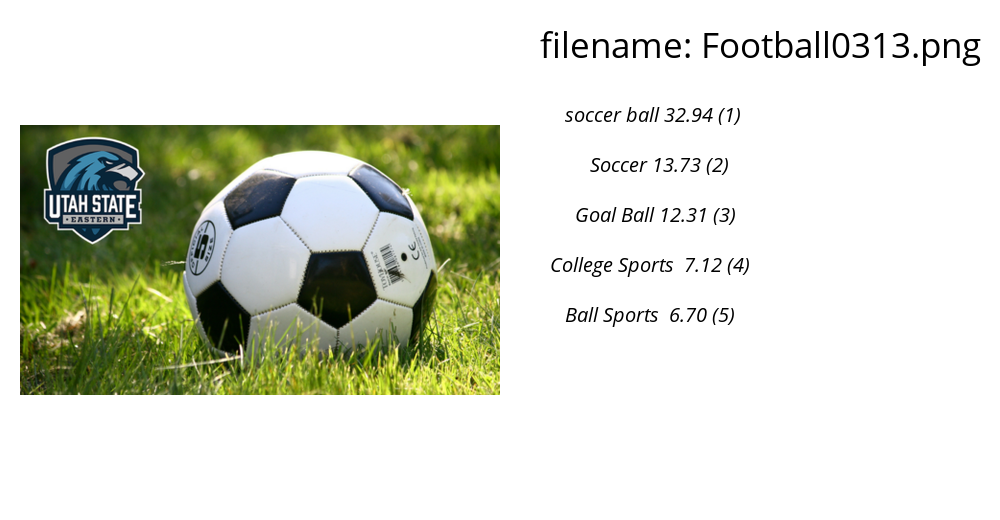 filename: Football0313.png
soccer ball 32.94 (1)
Soccer 13.73 (2)
Goal Ball 12.31 (3)
College Sports 7.12 (4)
Ball Sports 6.70 (5)
UTAH STATE
EASTERN
CE